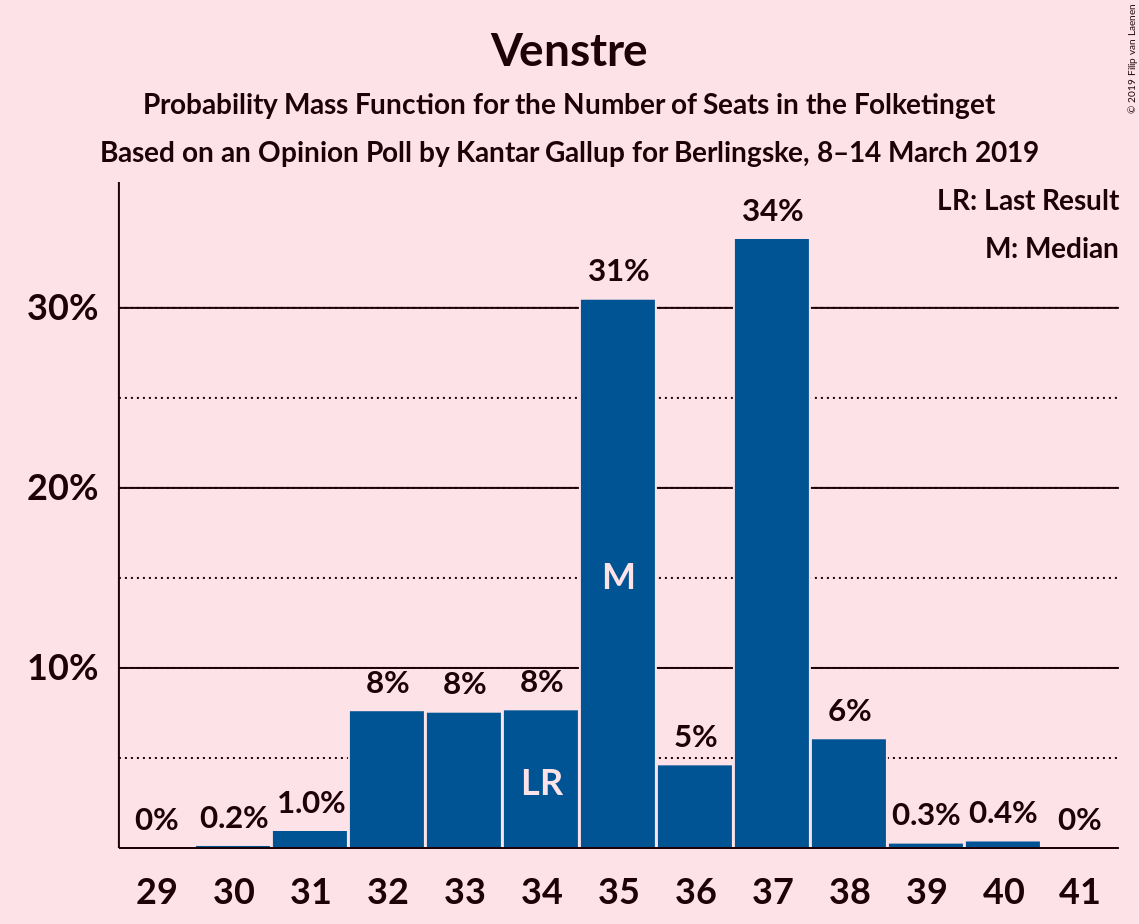 Venstre
Probability Mass Function for the Number of Seats in the Folketinget
Based on an Opinion Poll by Kantar Gallup for Berlingske, 8–14 March 2019
© 2019 Filip van Laenen
LR: Last Result
M: Median
30%
20%
10%
0%
0.2%
1.0%
8%
8%
8%
31%
5%
34%
6%
0.3%
0.4%
0%
LR
M
29 30 31 32 33 34 35 36 37 38 39 40 41